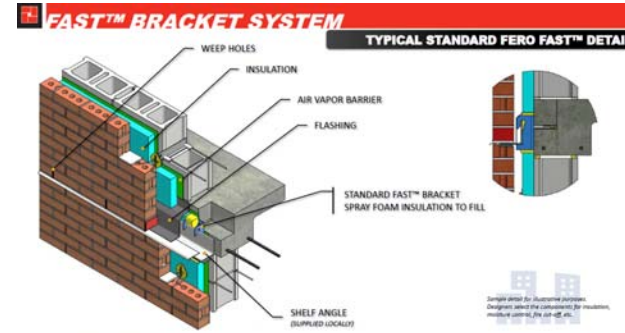 FAST™ BRACKET SYSTEM
TYPICAL STANDARD FERO FAST™ DETAI
WEEP HOLES
INSULATION
AIR VAPOR BARRIER
FLASHING
STANDARD FAST™ BRACKET
SPRAY FOAM INSULATION TO FILL
SHELF ANGLE
(SUPPLIED LOCALLY)
Sample detail for illustrative purposes.
Designers select the components for insulation,
moisture control, fire cut-off, etc.